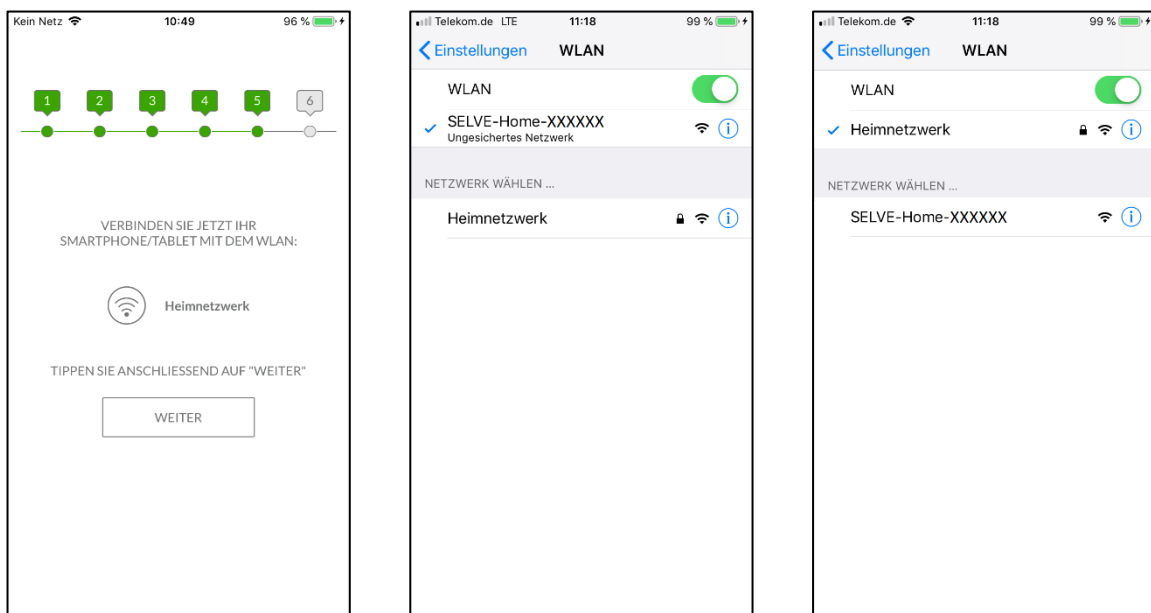 Kein Netz 10:49 96 %
1 2 3 4 5 6
VERBINDEN SIE JETZT IHR
SMARTPHONE/TABLET MIT DEM WLAN:
Heimnetzwerk
TIPPEN SIE ANSCHLIESSEND AUF "WEITER"
WEITER
Telekom.de LTE 11:18 99 %
Einstellungen WLAN
WLAN
SELVE-Home-XXXXXX
Ungesichertes Netzwerk
NETZWERK WÄHLEN ...
Heimnetzwerk
Telekom.de 11:18 99 %
Einstellungen WLAN
WLAN
Heimnetzwerk
NETZWERK WÄHLEN ...
SELVE-Home-XXXXXX